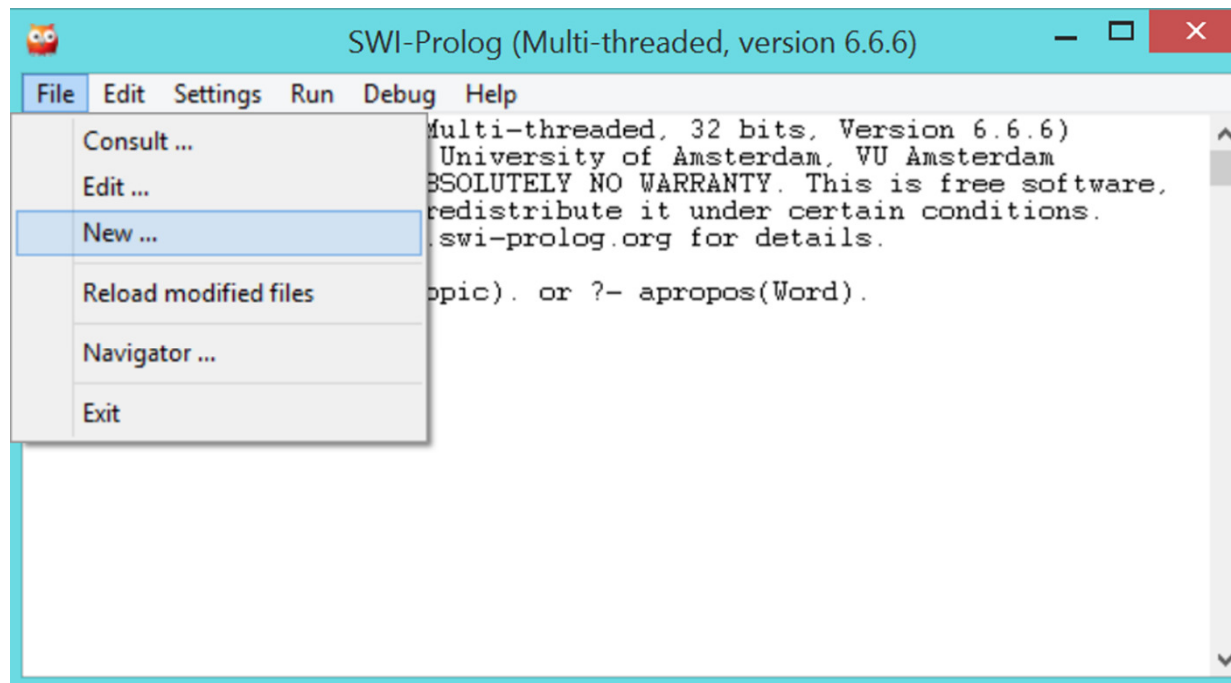 SWI-Prolog (Multi-threaded, version 6.6.6)
File Edit Settings Run Debug Help
Consult ...
Edit ...
New ...
Reload modified files
Navigator ...
Exit
Multi-threaded, 32 bits, Version 6.6.6)
University of Amsterdam, VU Amsterdam
BSOLUTELY NO WARRANTY. This is free software,
redistribute it under certain conditions.
.swi-prolog.org for details.
opic). or ?- apropos(Word).